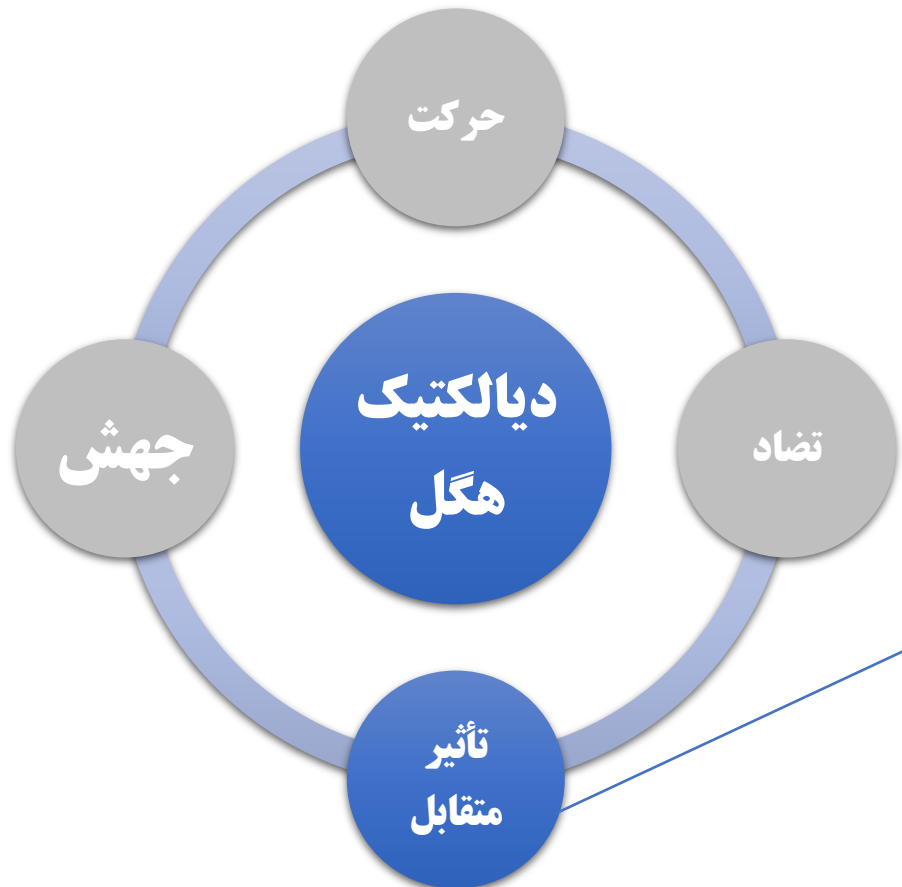 حرکت
تضاد
دیالکتیک
هگل
جهش
تأثیر
متقابل